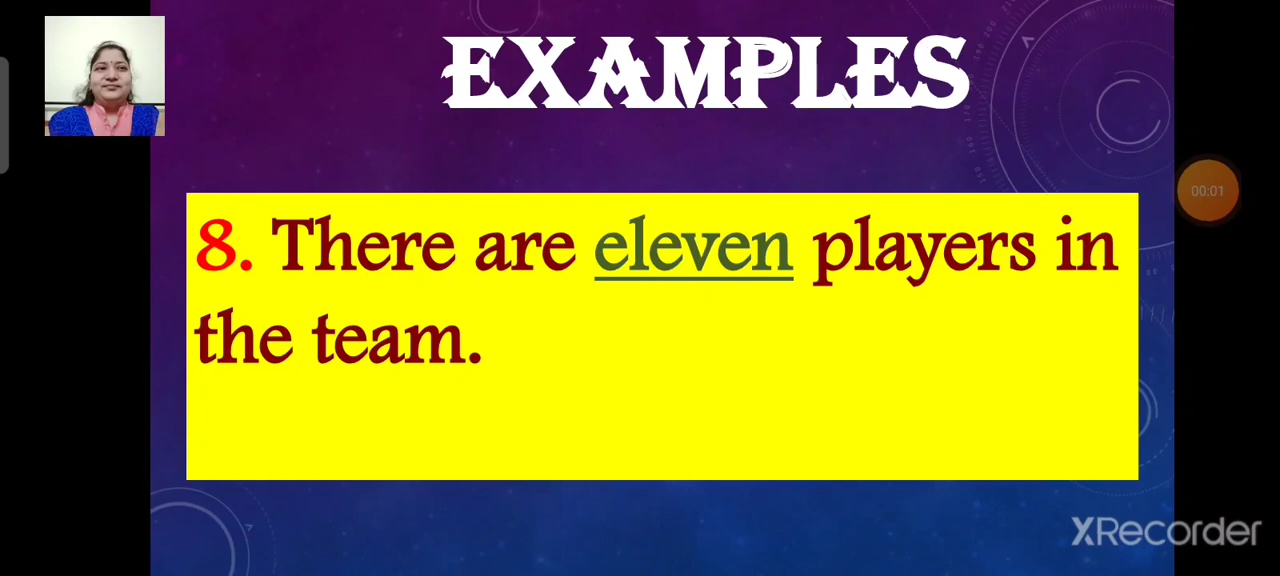 EXAMPLES
8. There are eleven players in
the team.
00:01
XRecorder